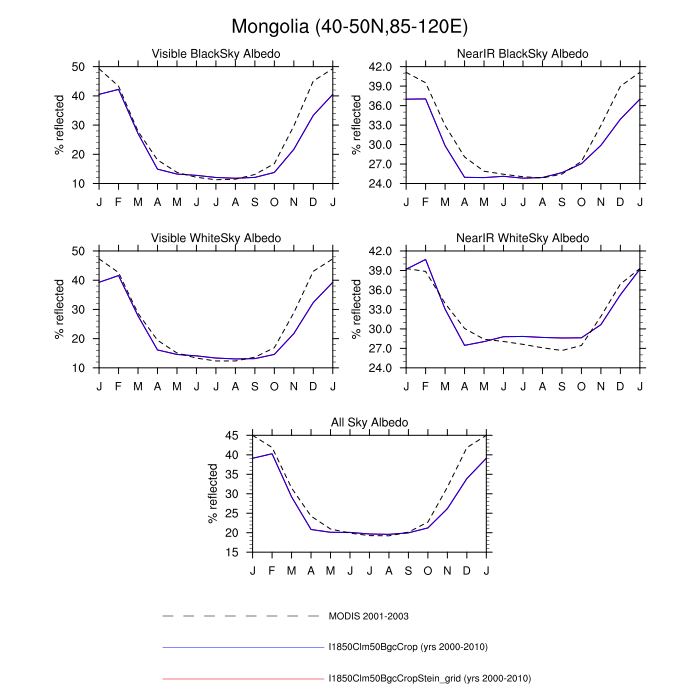 Mongolia (40-50N,85-120E)
Visible BlackSky Albedo
% reflected
50
40
30
20
10
J F M A M J J A S O N D J
NearIR BlackSky Albedo
% reflected
42.0
39.0
36.0
33.0
30.0
27.0
24.0
J F M A M J J A S O N D J
Visible WhiteSky Albedo
% reflected
50
40
30
20
10
J F M A M J J A S O N D J
NearIR WhiteSky Albedo
% reflected
42.0
39.0
36.0
33.0
30.0
27.0
24.0
J F M A M J J A S O N D J
All Sky Albedo
% reflected
45
40
35
30
25
20
15
J F M A M J J A S O N D J
MODIS 2001-2003
I1850Clm50BgcCrop (yrs 2000-2010)
I1850Clm50BgcCropStein_grid (yrs 2000-2010)